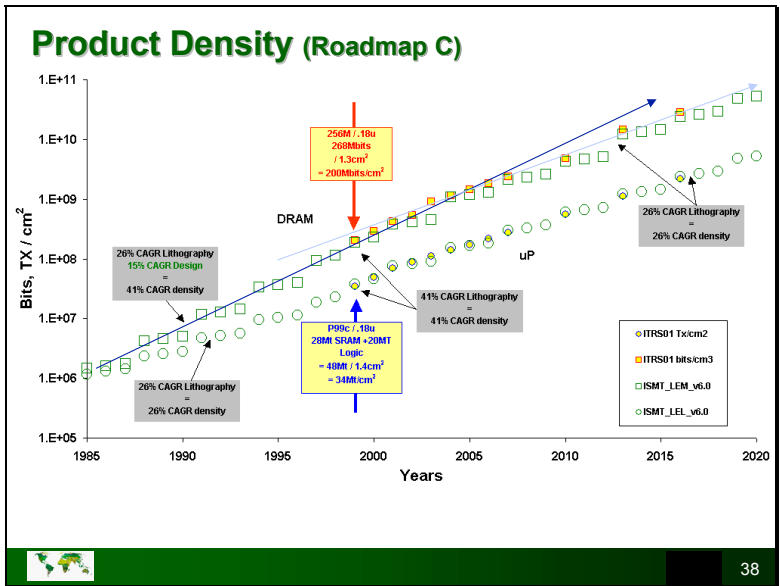 Product Density (Roadmap C)
Bits, TX / cm²
1.E+11
1.E+10
1.E+09
1.E+08
1.E+07
1.E+06
1.E+05
256M / .18u
268Mbits
/ 1.3cm²
= 200Mbits/cm²
DRAM
26% CAGR Lithography
15% CAGR Design
=
41% CAGR density
26% CAGR Lithography
=
26% CAGR density
uP
41% CAGR Lithography
=
41% CAGR density
P99c / .18u
28Mt SRAM +20MT
Logic
= 48Mt / 1.4cm²
= 34Mt/cm²
26% CAGR Lithography
=
26% CAGR density
ITRS01 Tx/cm2
ITRS01 bits/cm3
ISMT_LEM_v6.0
ISMT_LEL_v6.0
1985 1990 1995 2000 2005 2010 2015 2020
Years
38